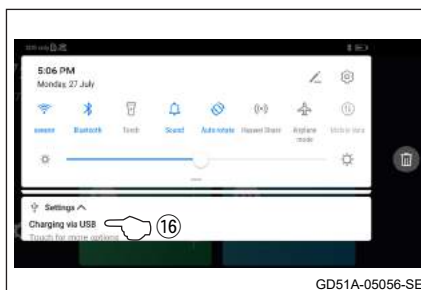 5:06 PM
Monday, 27 July
Bluetooth
Torch
Sound
Auto-rotate
Huawei Share
Airplane mode
Mobile data
Settings
Charging via USB
⑯
Touch for more options
GD51A-05056-SE